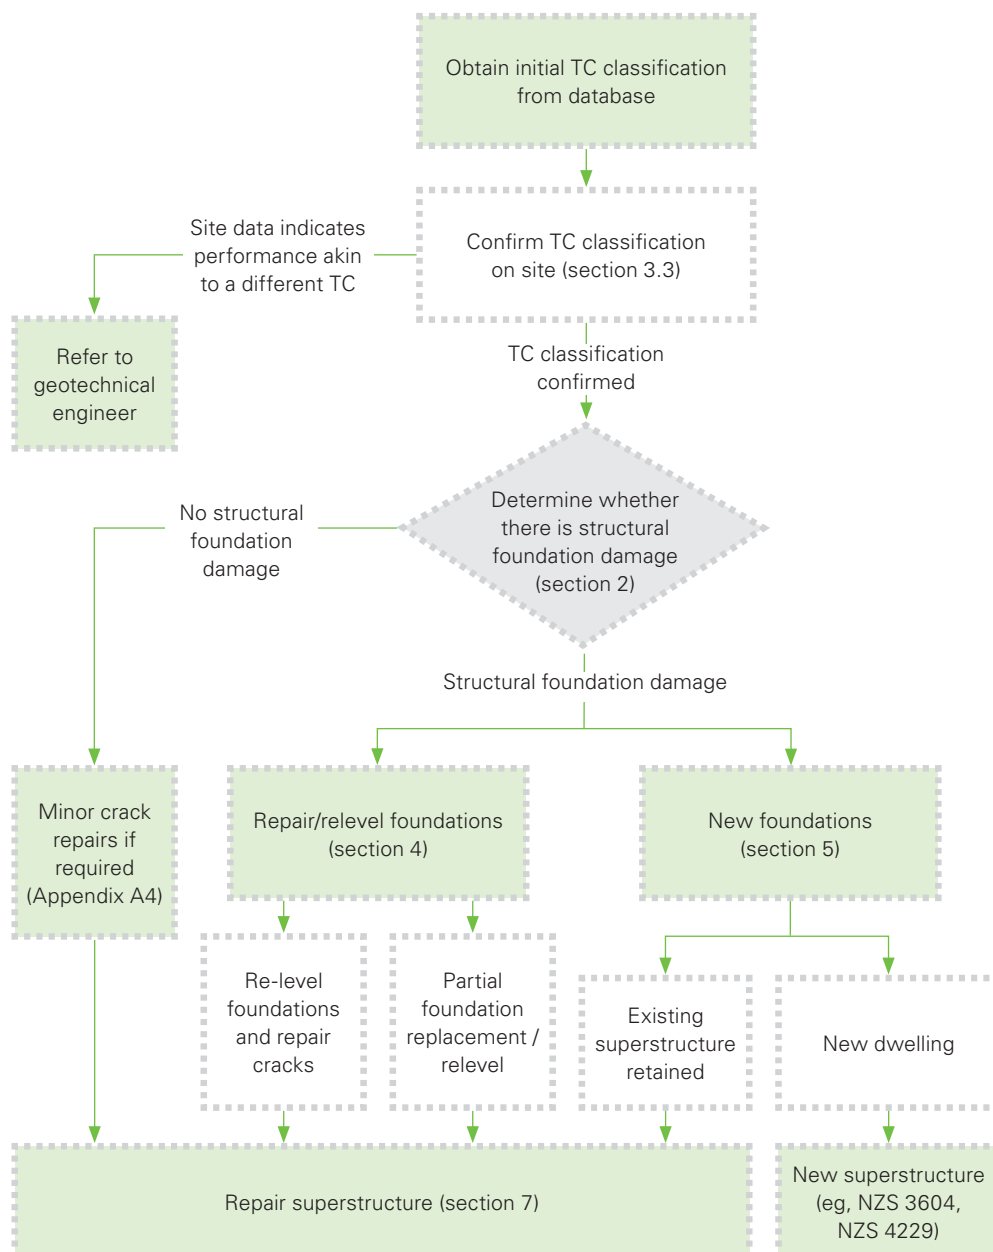 Obtain initial TC classification
from database
Site data indicates
performance akin
to a different TC
Confirm TC classification
on site (section 3.3)
Refer to
geotechnical
engineer
TC classification
confirmed
No structural
foundation
damage
Determine whether
there is structural
foundation damage
(section 2)
Structural foundation damage
Minor crack
repairs if
required
(Appendix A4)
Repair/relevel foundations
(section 4)
New foundations
(section 5)
Re-level
foundations
and repair
cracks
Partial
foundation
replacement /
relevel
Existing
superstructure
retained
New dwelling
Repair superstructure (section 7)
New superstructure
(eg, NZS 3604,
NZS 4229)